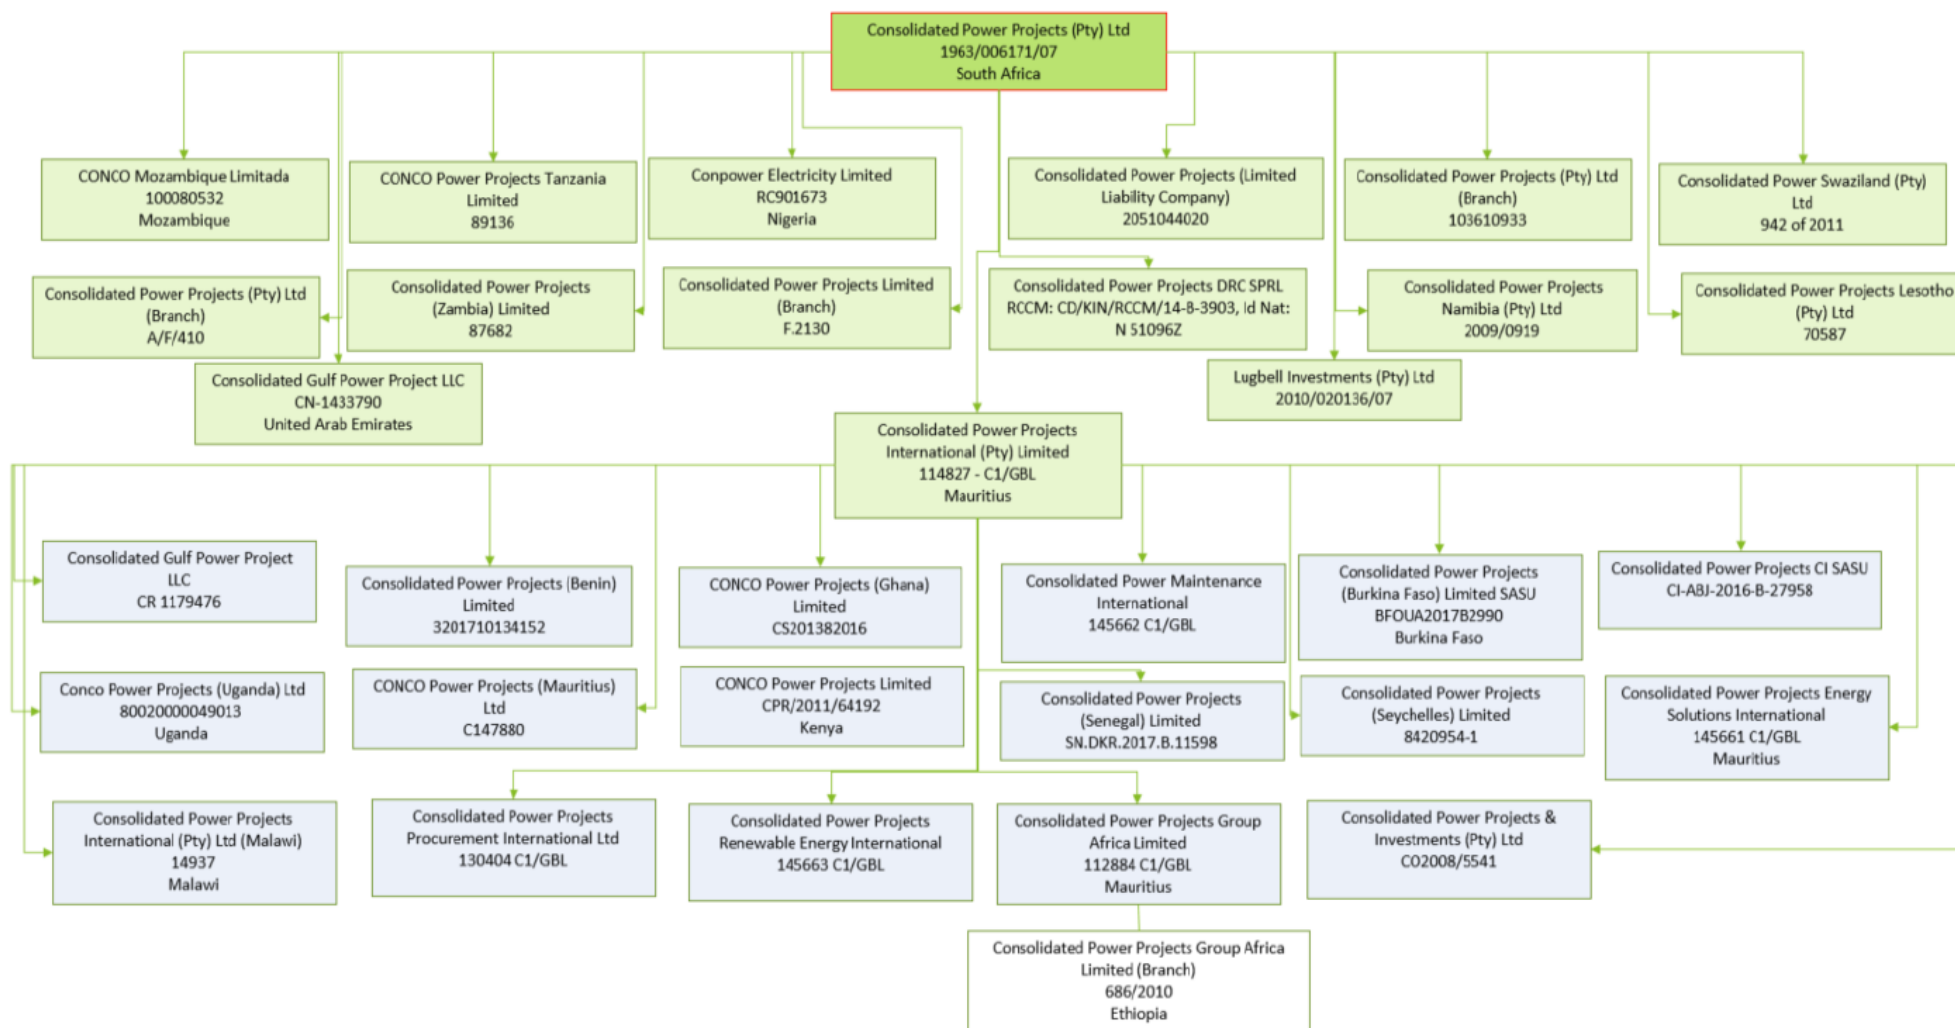 Consolidated Power Projects (Pty) Ltd
1963/006171/07
South Africa
CONCO Mozambique Limitada
100080532
Mozambique
CONCO Power Projects Tanzania
Limited
89136
Conpower Electricity Limited
RC901673
Nigeria
Consolidated Power Projects (Limited
Liability Company)
2051044020
Consolidated Power Projects (Pty) Ltd
(Branch)
103610933
Consolidated Power Swaziland (Pty)
Ltd
942 of 2011
Consolidated Power Projects (Pty) Ltd
(Branch)
A/F/410
Consolidated Power Projects
(Zambia) Limited
87682
Consolidated Power Projects Limited
(Branch)
F.2130
Consolidated Power Projects DRC SPRL
RCCM: CD/KIN/RCCM/14-B-3903, Id Nat:
N 51096Z
Consolidated Power Projects
Namibia (Pty) Ltd
2009/0919
Consolidated Power Projects Lesotho
(Pty) Ltd
70587
Consolidated Gulf Power Project LLC
CN-1433790
United Arab Emirates
Lugbell Investments (Pty) Ltd
2010/020136/07
Consolidated Power Projects
International (Pty) Limited
114827 - C1/GBL
Mauritius
Consolidated Gulf Power Project
LLC
CR 1179476
Consolidated Power Projects (Benin)
Limited
3201710134152
CONCO Power Projects (Ghana)
Limited
CS201382016
Consolidated Power Maintenance
International
145662 C1/GBL
Consolidated Power Projects
(Burkina Faso) Limited SASU
BFOUA2017B2990
Burkina Faso
Consolidated Power Projects CI SASU
CI-ABJ-2016-B-27958
Conco Power Projects (Uganda) Ltd
80020000049013
Uganda
CONCO Power Projects (Mauritius)
Ltd
C147880
CONCO Power Projects Limited
CPR/2011/64192
Kenya
Consolidated Power Projects
(Senegal) Limited
SN.DKR.2017.B.11598
Consolidated Power Projects
(Seychelles) Limited
8420954-1
Consolidated Power Projects Energy
Solutions International
145661 C1/GBL
Mauritius
Consolidated Power Projects
International (Pty) Ltd (Malawi)
14937
Malawi
Consolidated Power Projects
Procurement International Ltd
130404 C1/GBL
Consolidated Power Projects
Renewable Energy International
145663 C1/GBL
Consolidated Power Projects Group
Africa Limited
112884 C1/GBL
Mauritius
Consolidated Power Projects &
Investments (Pty) Ltd
CO2008/5541
Consolidated Power Projects Group Africa
Limited (Branch)
686/2010
Ethiopia